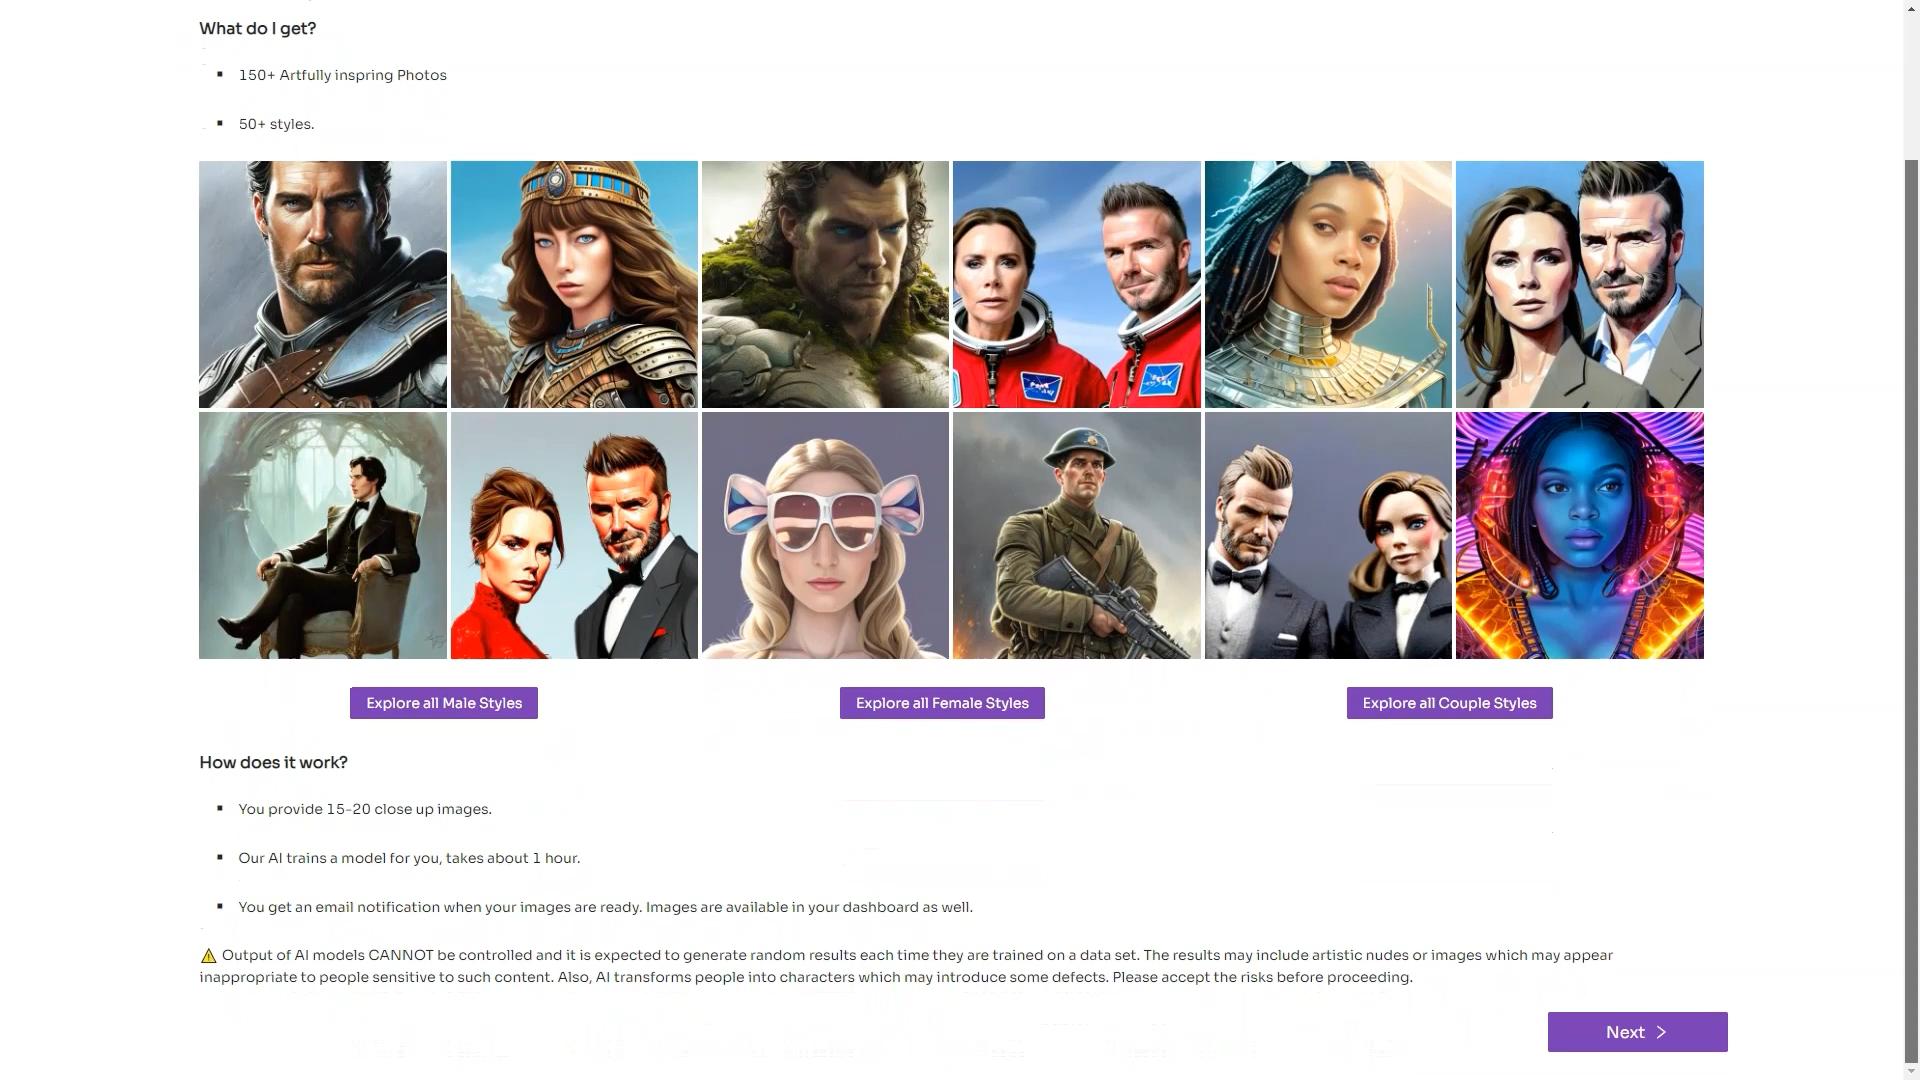 What do I get?
150+ Artfully inspring Photos
50+ styles.
Explore all Male Styles
Explore all Female Styles
Explore all Couple Styles
How does it work?
You provide 15-20 close up images.
Our AI trains a model for you, takes about 1 hour.
You get an email notification when your images are ready. Images are available in your dashboard as well.
⚠ Output of AI models CANNOT be controlled and it is expected to generate random results each time they are trained on a data set. The results may include artistic nudes or images which may appear
inappropriate to people sensitive to such content. Also, AI transforms people into characters which may introduce some defects. Please accept the risks before proceeding.
Next